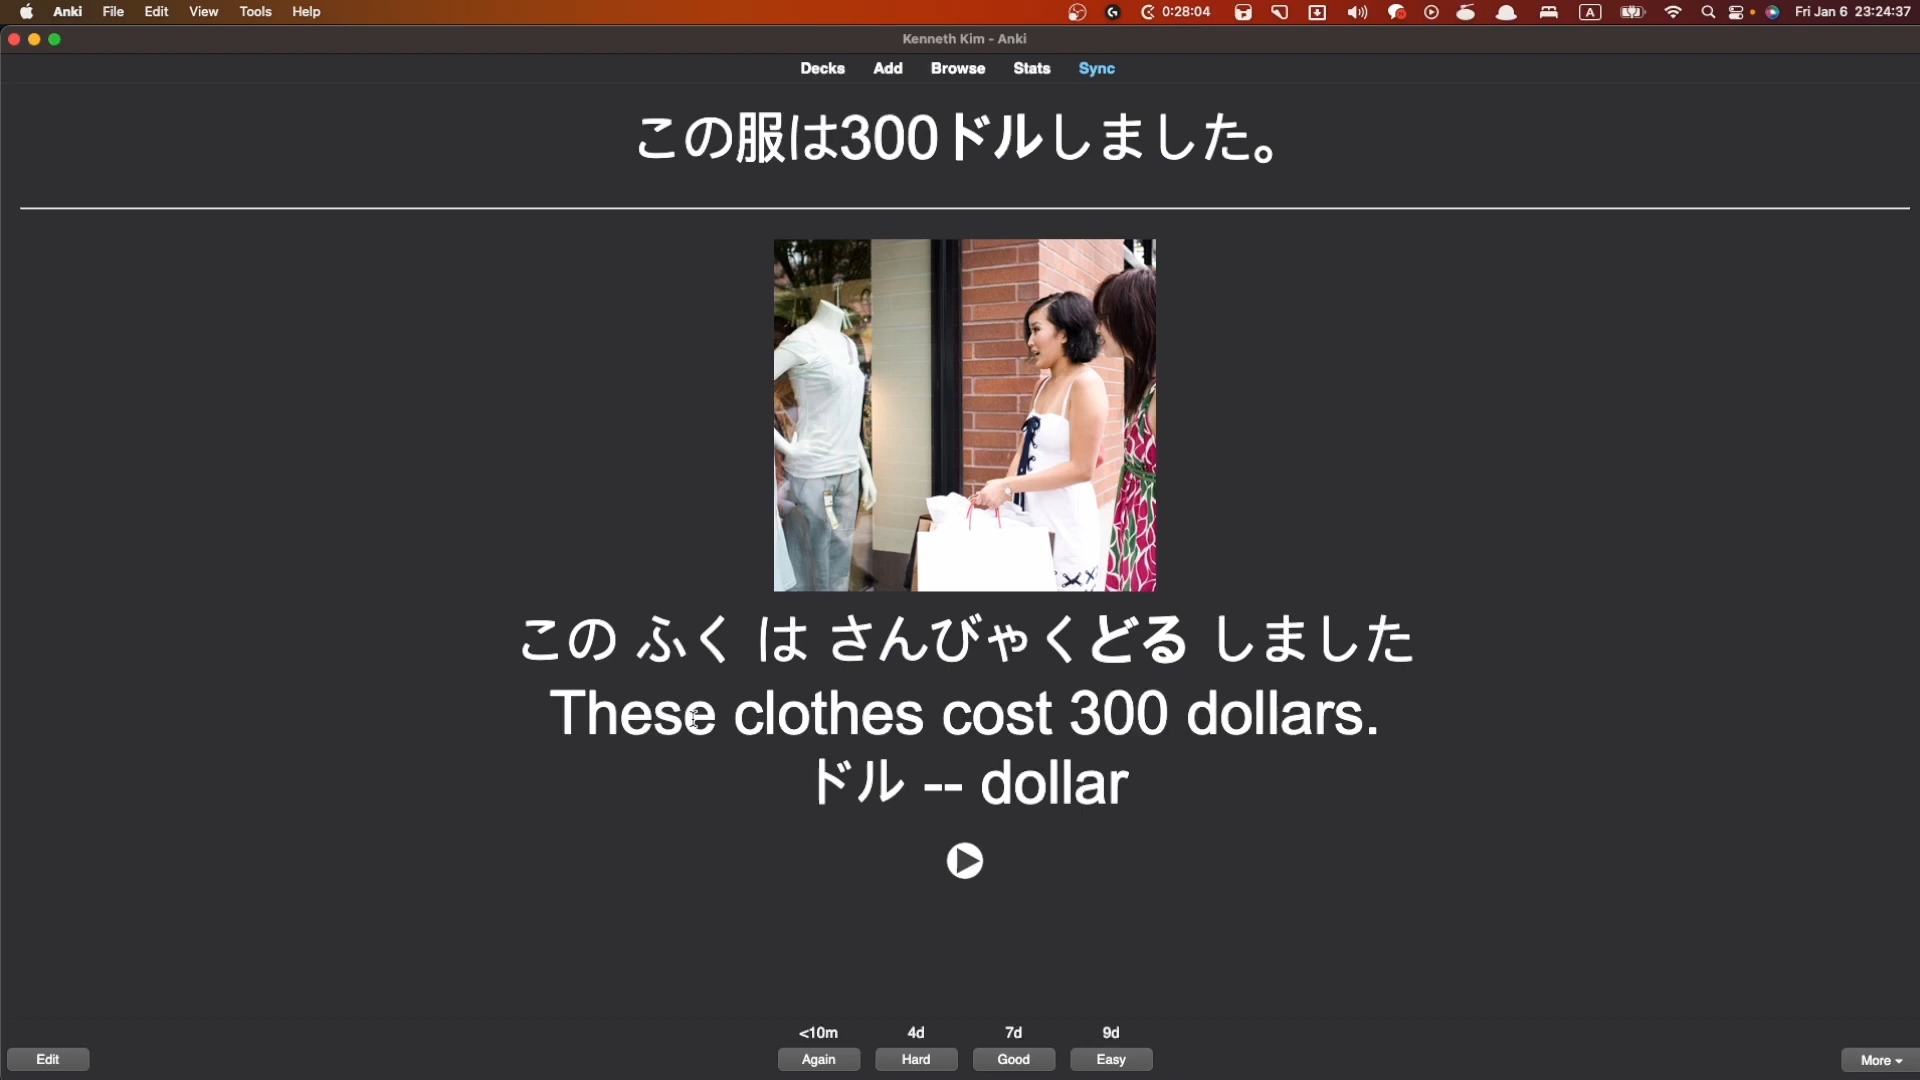 Anki File Edit View Tools Help 0:28:04 A Fri Jan 6 23:24:37
Kenneth Kim - Anki
Decks Add Browse Stats Sync
この服は300ドルしました。
この ふく は さんびゃくどる しました
These clothes cost 300 dollars.
ドル -- dollar
<10m 4d 7d 9d
Edit Again Hard Good Easy More